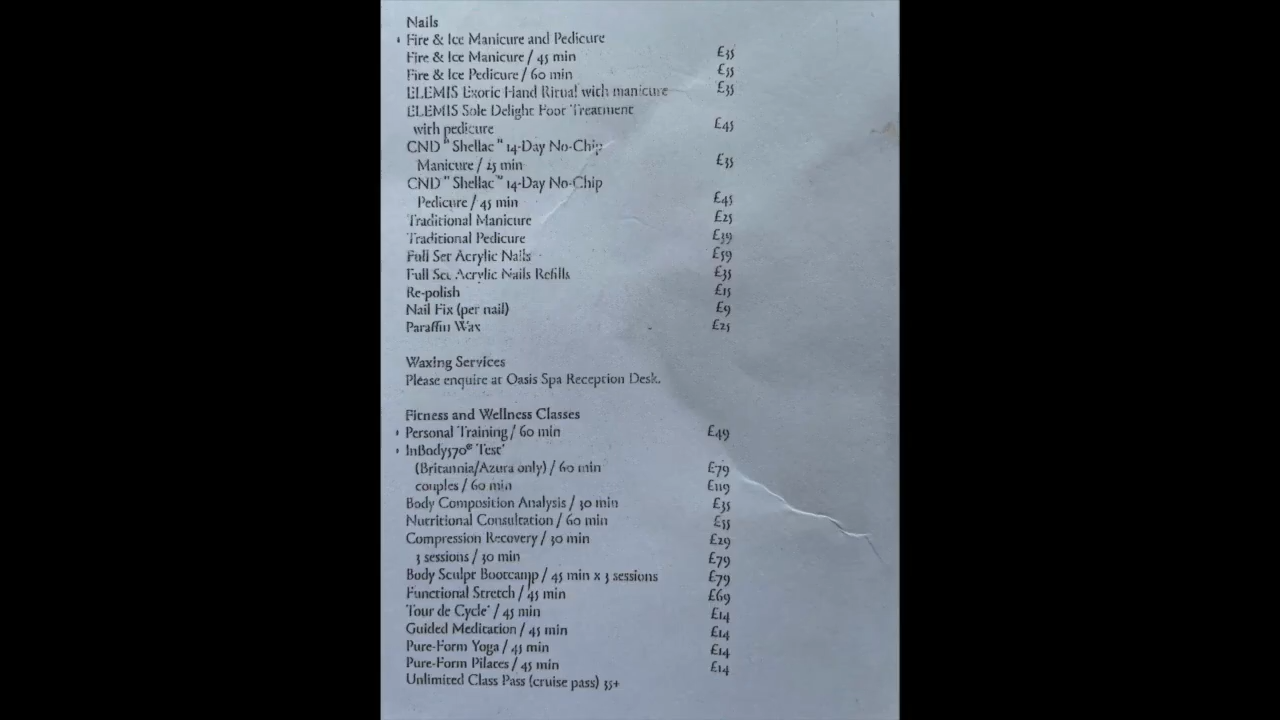 Nails
Fire & Ice Manicure and Pedicure
Fire & Ice Manicure / 45 min £35
Fire & Ice Pedicure / 60 min £55
ELEMIS Exotic Hand Ritual with manicure £35
ELEMIS Sole Delight Foot Treatment
with pedicure £45
CND™ Shellac™ 14-Day No-Chip
Manicure / 25 min £35
CND™ Shellac™ 14-Day No-Chip
Pedicure / 45 min £45
Traditional Manicure £25
Traditional Pedicure £39
Full Set Acrylic Nails £59
Full Set Acrylic Nails Refills £35
Re-polish £15
Nail Fix (per nail) £9
Paraffin Wax £25
Waxing Services
Please enquire at Oasis Spa Reception Desk.
Fitness and Wellness Classes
Personal Training / 60 min £49
InBody570® Test*
(Britannia/Azura only) / 60 min £79
couples / 60 min £119
Body Composition Analysis / 30 min £35
Nutritional Consultation / 60 min £55
Compression Recovery / 30 min £29
3 sessions / 30 min £79
Body Sculpt Bootcamp / 45 min x 3 sessions £79
Functional Stretch / 45 min £69
Tour de Cycle* / 45 min £14
Guided Meditation / 45 min £14
Pure-Form Yoga / 45 min £14
Pure-Form Pilates / 45 min £14
Unlimited Class Pass (cruise pass) 35+